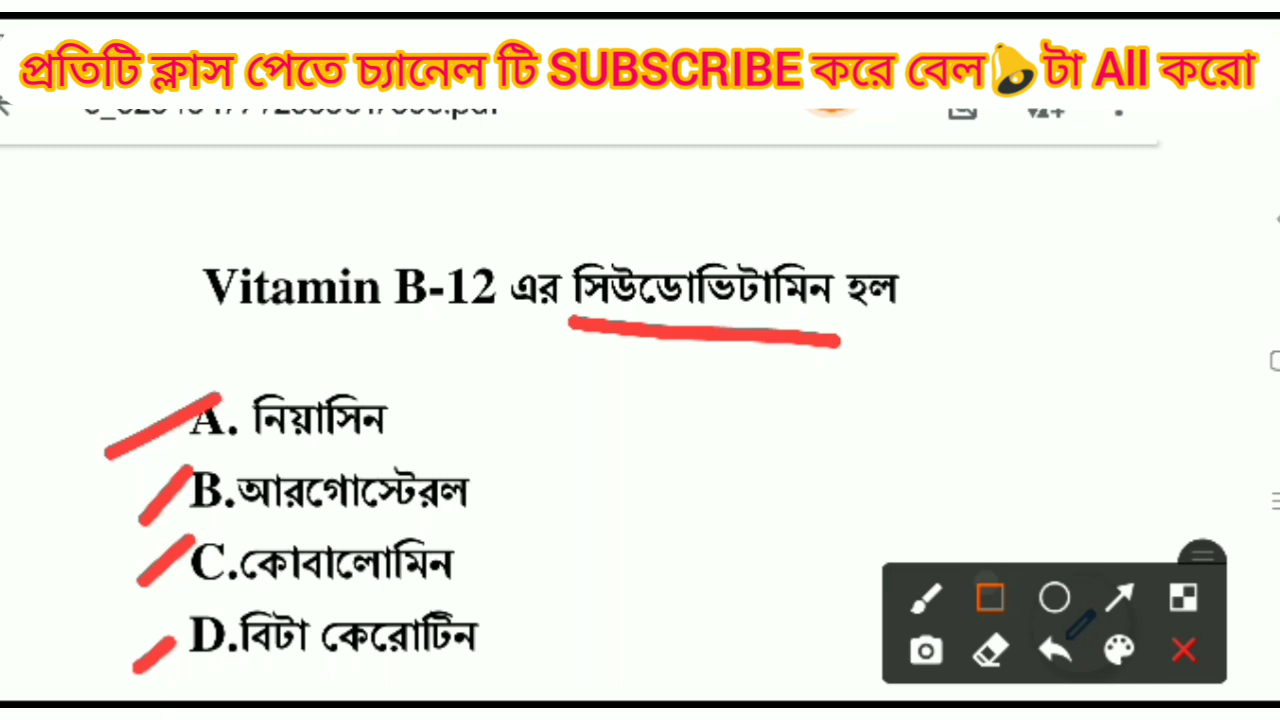 প্রতিটি ক্লাস পেতে চ্যানেল টি SUBSCRIBE করে বেল🔔টা All করো
Vitamin B-12 এর সিউডোভিটামিন হল
A. নিয়াসিন
B.আরগোস্টেরল
C.কোবালোমিন
D.বিটা কেরোটিন